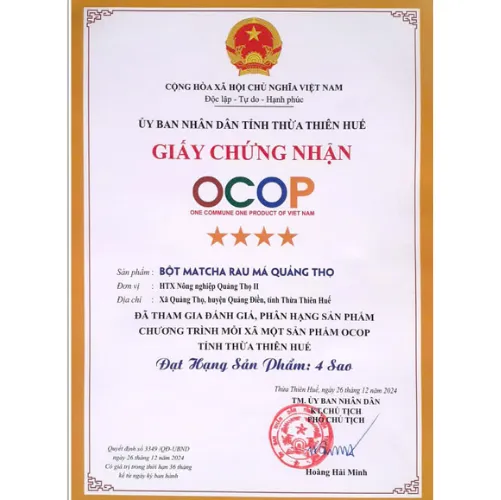 CỘNG HÒA XÃ HỘI CHỦ NGHĨA VIỆT NAM
Độc lập - Tự do - Hạnh phúc
ỦY BAN NHÂN DÂN TỈNH THỪA THIÊN HUẾ
GIẤY CHỨNG NHẬN
OCOP
ONE COMMUNE ONE PRODUCT OF VIET NAM
Sản phẩm : BỘT MATCHA RAU MÁ QUẢNG THỌ
Đơn vị : HTX Nông nghiệp Quảng Thọ II
Địa chỉ : Xã Quảng Thọ, huyện Quảng Điền, tỉnh Thừa Thiên Huế
ĐÃ THAM GIA ĐÁNH GIÁ, PHÂN HẠNG SẢN PHẨM
CHƯƠNG TRÌNH MỖI XÃ MỘT SẢN PHẨM OCOP
TỈNH THỪA THIÊN HUẾ
Đạt Hạng Sản Phẩm: 4 Sao
Thừa Thiên Huế, ngày 26 tháng 12 năm 2024
TM. ỦY BAN NHÂN DÂN
KT. CHỦ TỊCH
PHÓ CHỦ TỊCH
Quyết định số 3349 /QĐ-UBND
ngày 26 tháng 12 năm 2024
Có giá trị trong thời hạn 36 tháng
kể từ ngày ký ban hành
Hoàng Hải Minh